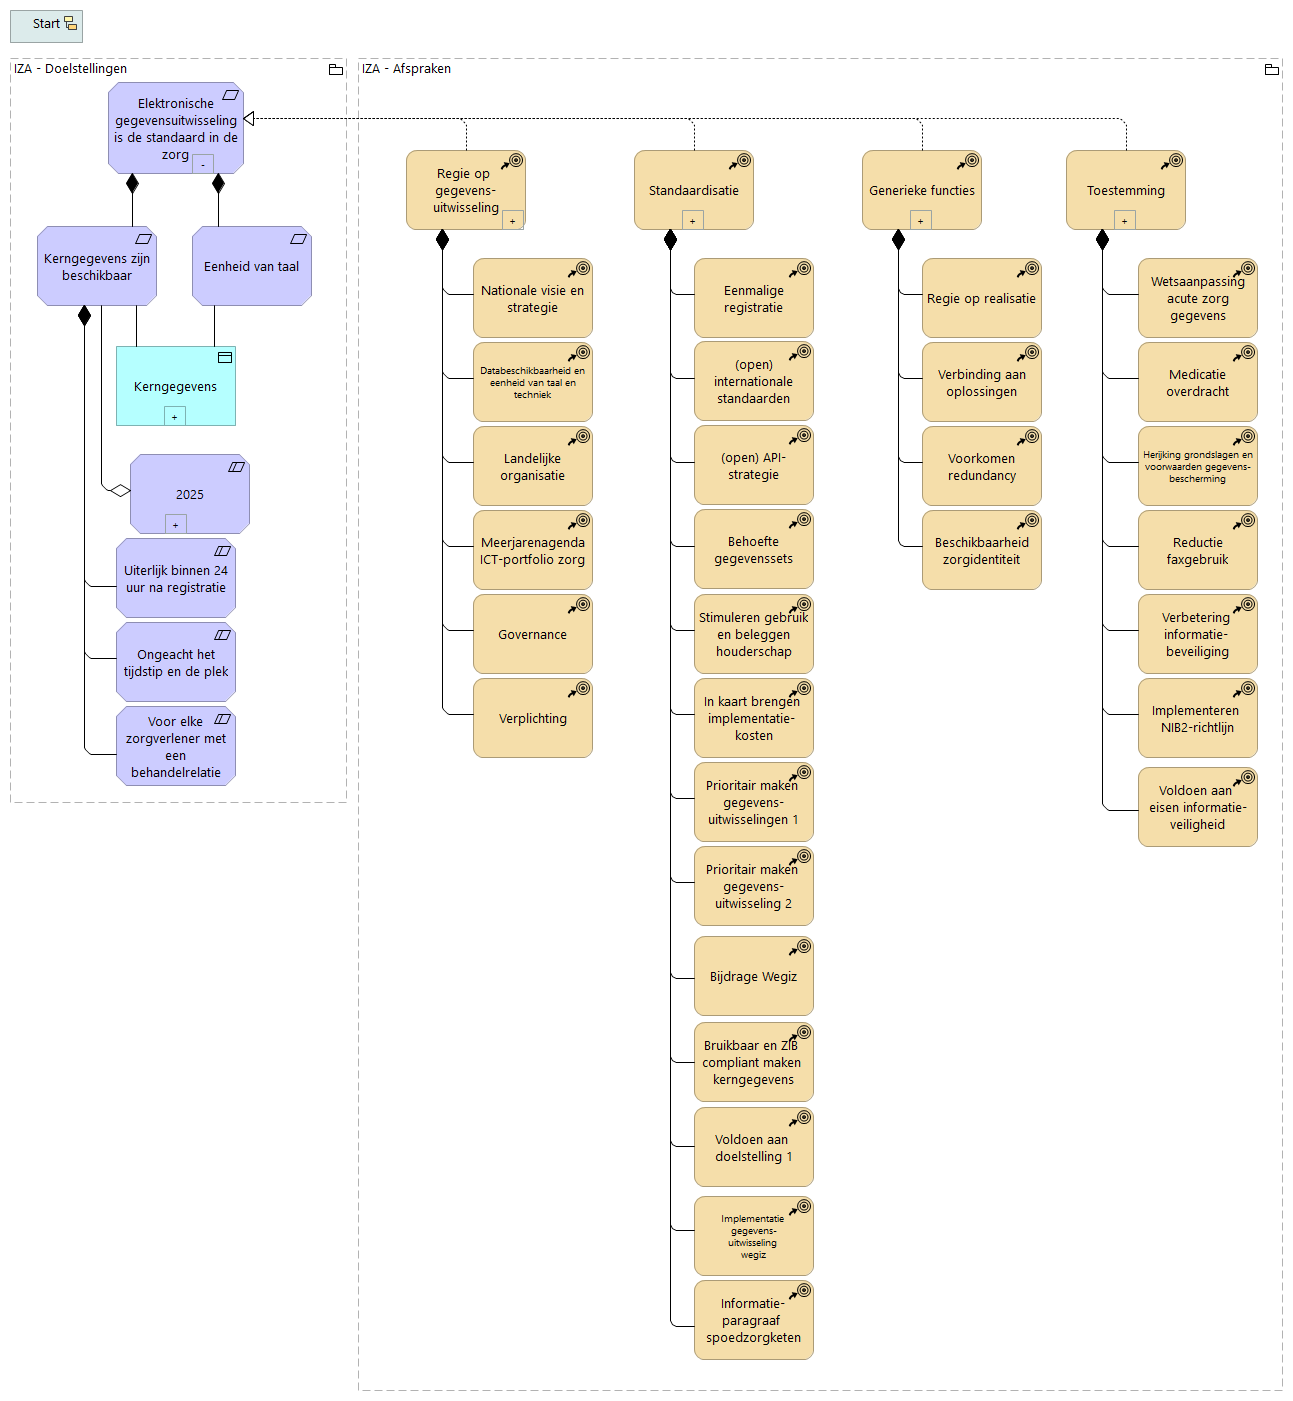 Start
IZA - Doelstellingen
Elektronische
gegevensuitwisseling
is de standaard in de
zorg
-
Kerngegevens zijn
beschikbaar
Eenheid van taal
Kerngegevens
+
2025
+
Uiterlijk binnen 24
uur na registratie
Ongeacht het
tijdstip en de plek
Voor elke
zorgverlener met
een
behandelrelatie
IZA - Afspraken
Regie op
gegevens-
uitwisseling
+
Nationale visie en
strategie
Databeschikbaarheid en
eenheid van taal en
techniek
Landelijke
organisatie
Meerjarenagenda
ICT-portfolio zorg
Governance
Verplichting
Standaardisatie
+
Eenmalige
registratie
(open)
internationale
standaarden
(open) API-
strategie
Behoefte
gegevenssets
Stimuleren gebruik
en beleggen
houderschap
In kaart brengen
implementatie-
kosten
Prioritair maken
gegevens-
uitwisselingen 1
Prioritair maken
gegevens-
uitwisseling 2
Bijdrage Wegiz
Bruikbaar en ZIB
compliant maken
kerngegevens
Voldoen aan
doelstelling 1
Implementatie
gegevens-
uitwisseling
wegiz
Informatie-
paragraaf
spoedzorgketen
Generieke functies
+
Regie op realisatie
Verbinding aan
oplossingen
Voorkomen
redundancy
Beschikbaarheid
zorgidentiteit
Toestemming
+
Wetsaanpassing
acute zorg
gegevens
Medicatie
overdracht
Herijking grondslagen en
voorwaarden gegevens-
bescherming
Reductie
faxgebruik
Verbetering
informatie-
beveiliging
Implementeren
NIB2-richtlijn
Voldoen aan
eisen informatie-
veiligheid